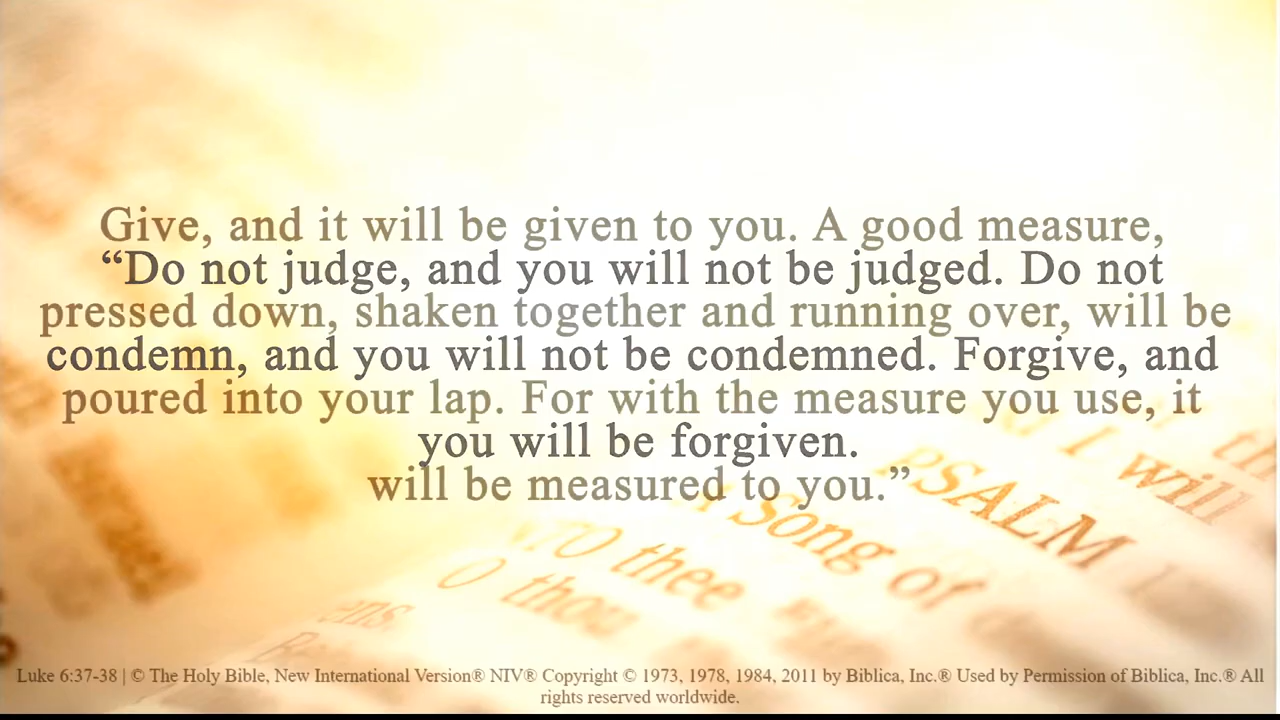 Give, and it will be given to you. A good measure,
“Do not judge, and you will not be judged. Do not
pressed down, shaken together and running over, will be
condemn, and you will not be condemned. Forgive, and
poured into your lap. For with the measure you use, it
you will be forgiven.
will be measured to you.”
I will
PSALM
A Song of
TO thee
O thou
Luke 6:37-38 | © The Holy Bible, New International Version® NIV® Copyright © 1973, 1978, 1984, 2011 by Biblica, Inc.® Used by Permission of Biblica, Inc.® All
rights reserved worldwide.